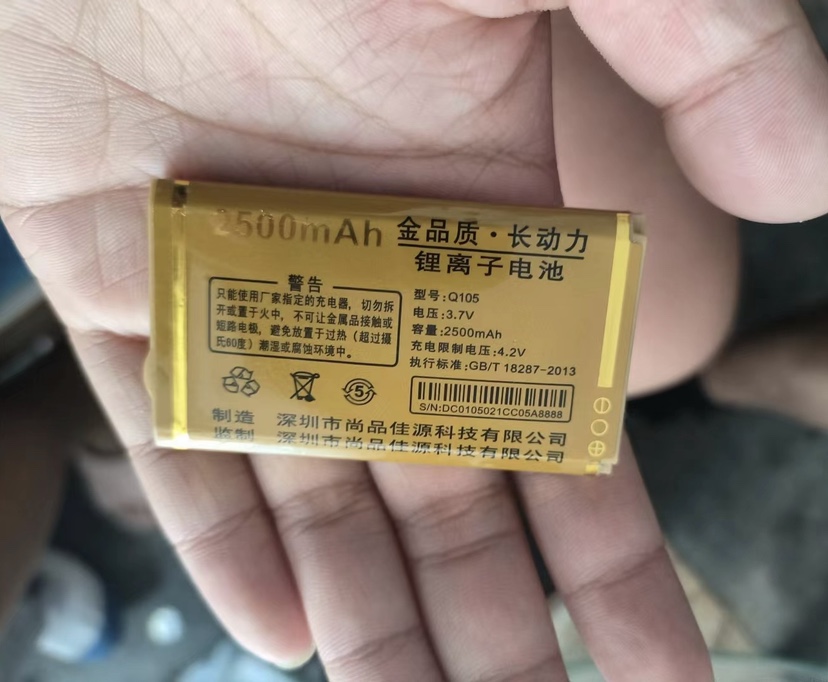 2500mAh
金品质·长动力
锂离子电池
警告
只能使用厂家指定的充电器,切勿拆
开或置于火中,不可让金属品接触或
短路电极,避免放置于过热(超过摄
氏60度)潮湿或腐蚀环境中。
型号:Q105
电压:3.7V
容量:2500mAh
充电限制电压:4.2V
执行标准:GB/T 18287-2013
5
S/N:DC0105021CC05A8888
制造 深圳市尚品佳源科技有限公司
监制 深圳市尚品佳源科技有限公司